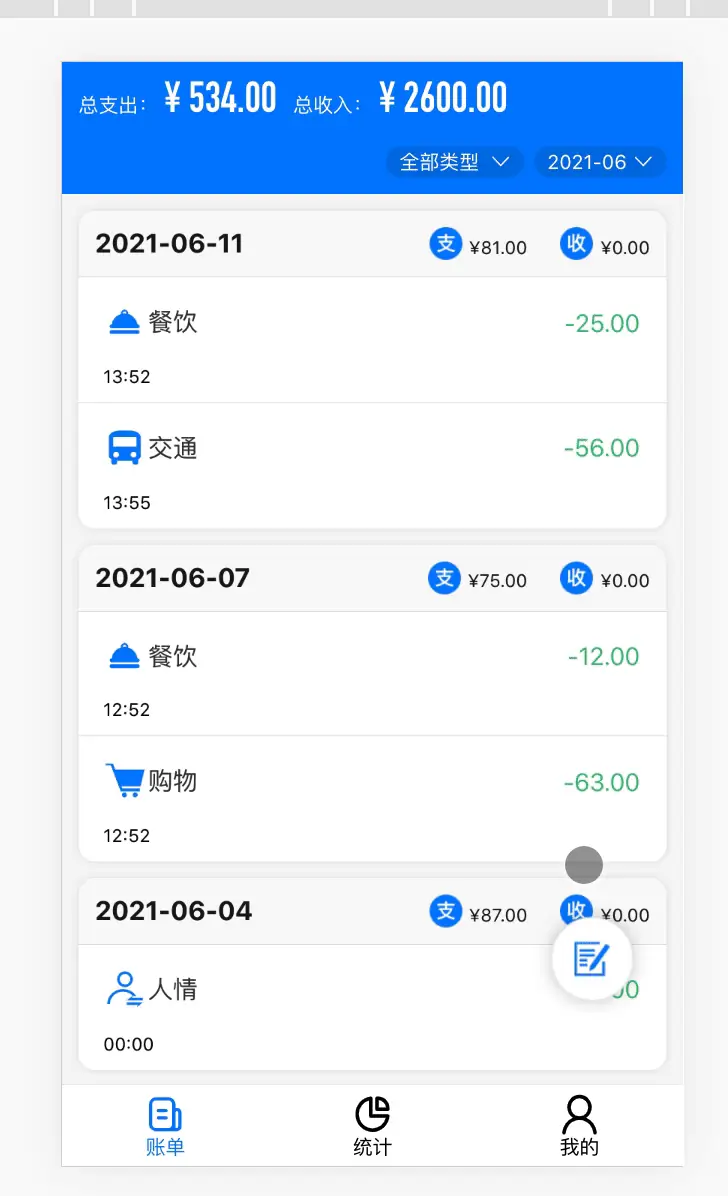 总支出： ¥ 534.00 总收入： ¥ 2600.00
全部类型 2021-06
2021-06-11 支 ¥81.00 收 ¥0.00
餐饮 -25.00
13:52
交通 -56.00
13:55
2021-06-07 支 ¥75.00 收 ¥0.00
餐饮 -12.00
12:52
购物 -63.00
12:52
2021-06-04 支 ¥87.00 收 ¥0.00
人情
00:00
账单 统计 我的